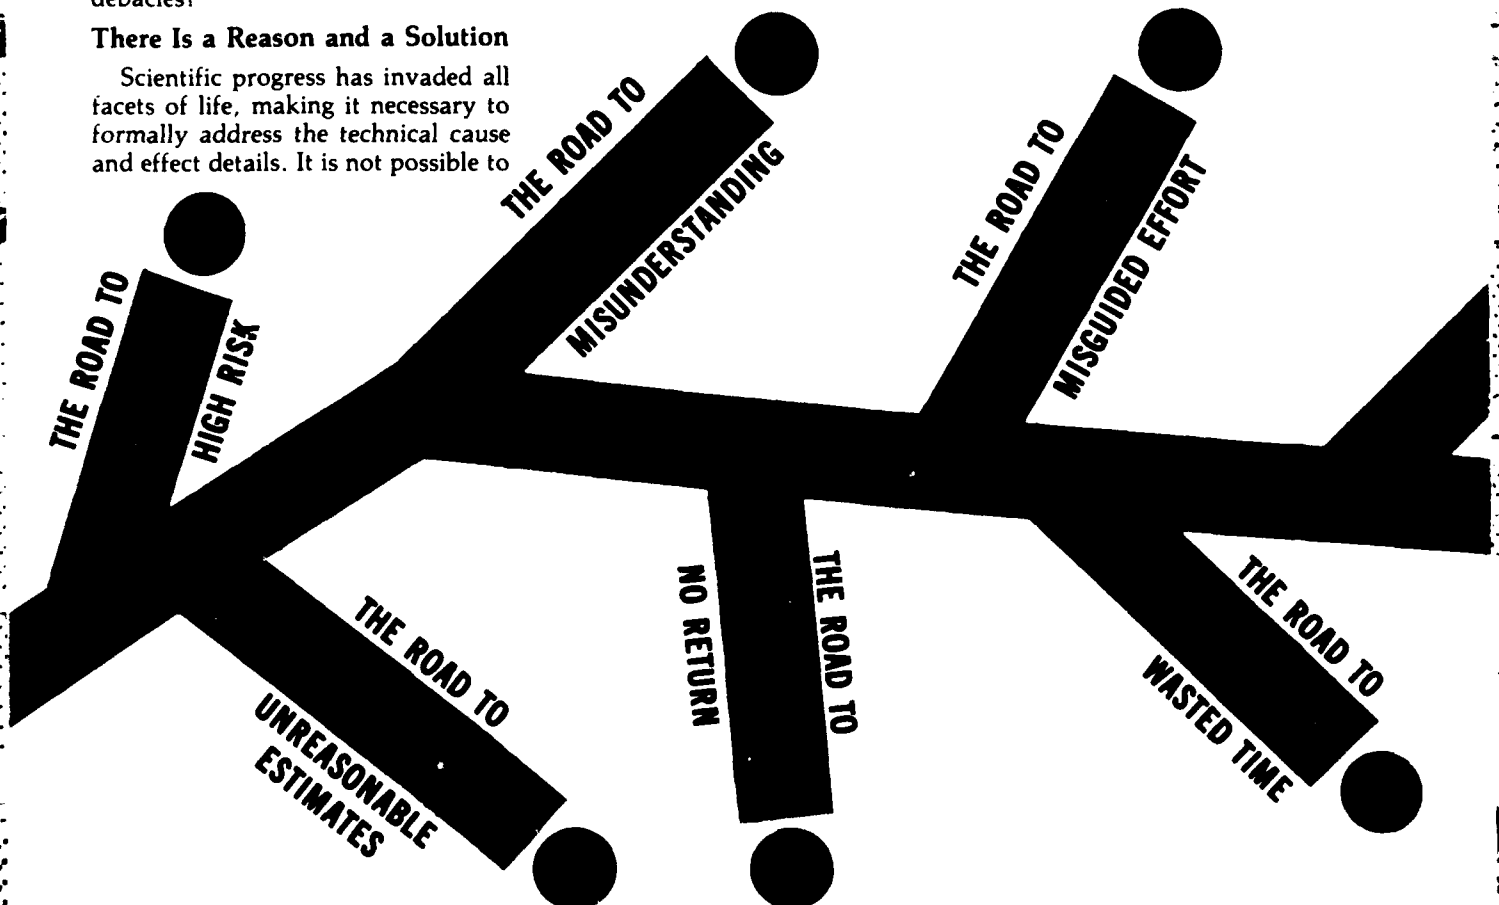 There Is a Reason and a Solution
Scientific progress has invaded all
facets of life, making it necessary to
formally address the technical cause
and effect details. It is not possible to
THE ROAD TO
HIGH RISK
THE ROAD TO
MISUNDERSTANDING
THE ROAD TO
MISGUIDED EFFORT
THE ROAD TO
UNREASONABLE
ESTIMATES
THE ROAD TO
NO RETURN
THE ROAD TO
WASTED TIME